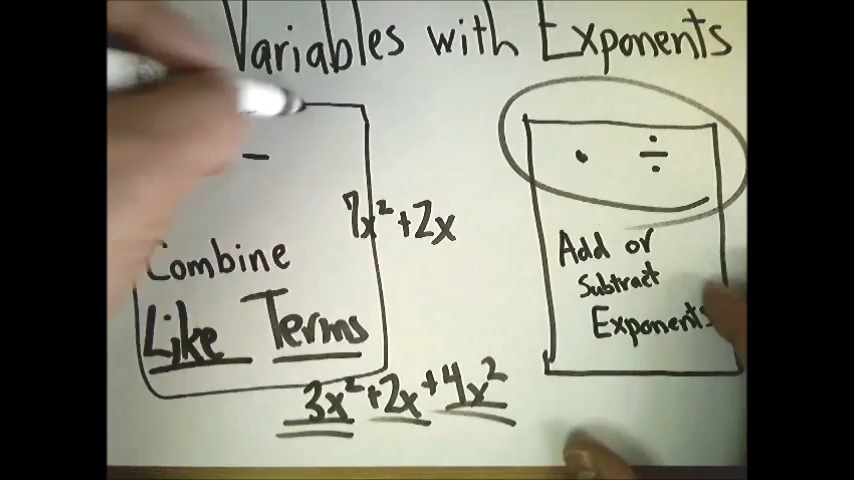 Variables with Exponents
−
· ÷
7x² + 2x
Combine
Like Terms
Add or
Subtract
Exponents
3x² + 2x + 4x²